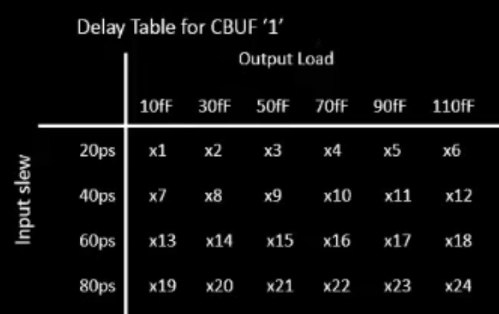 Delay Table for CBUF ‘1’
Output Load
10fF 30fF 50fF 70fF 90fF 110fF
Input slew
20ps x1 x2 x3 x4 x5 x6
40ps x7 x8 x9 x10 x11 x12
60ps x13 x14 x15 x16 x17 x18
80ps x19 x20 x21 x22 x23 x24